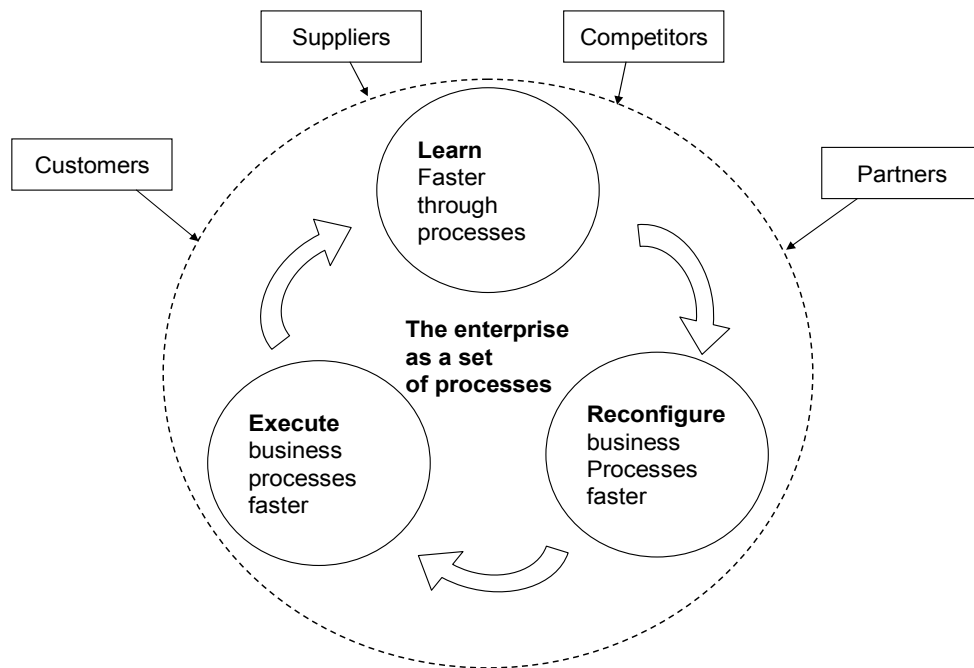 Suppliers
Competitors
Customers
Partners
Learn
Faster
through
processes
The enterprise
as a set
of processes
Execute
business
processes
faster
Reconfigure
business
Processes
faster